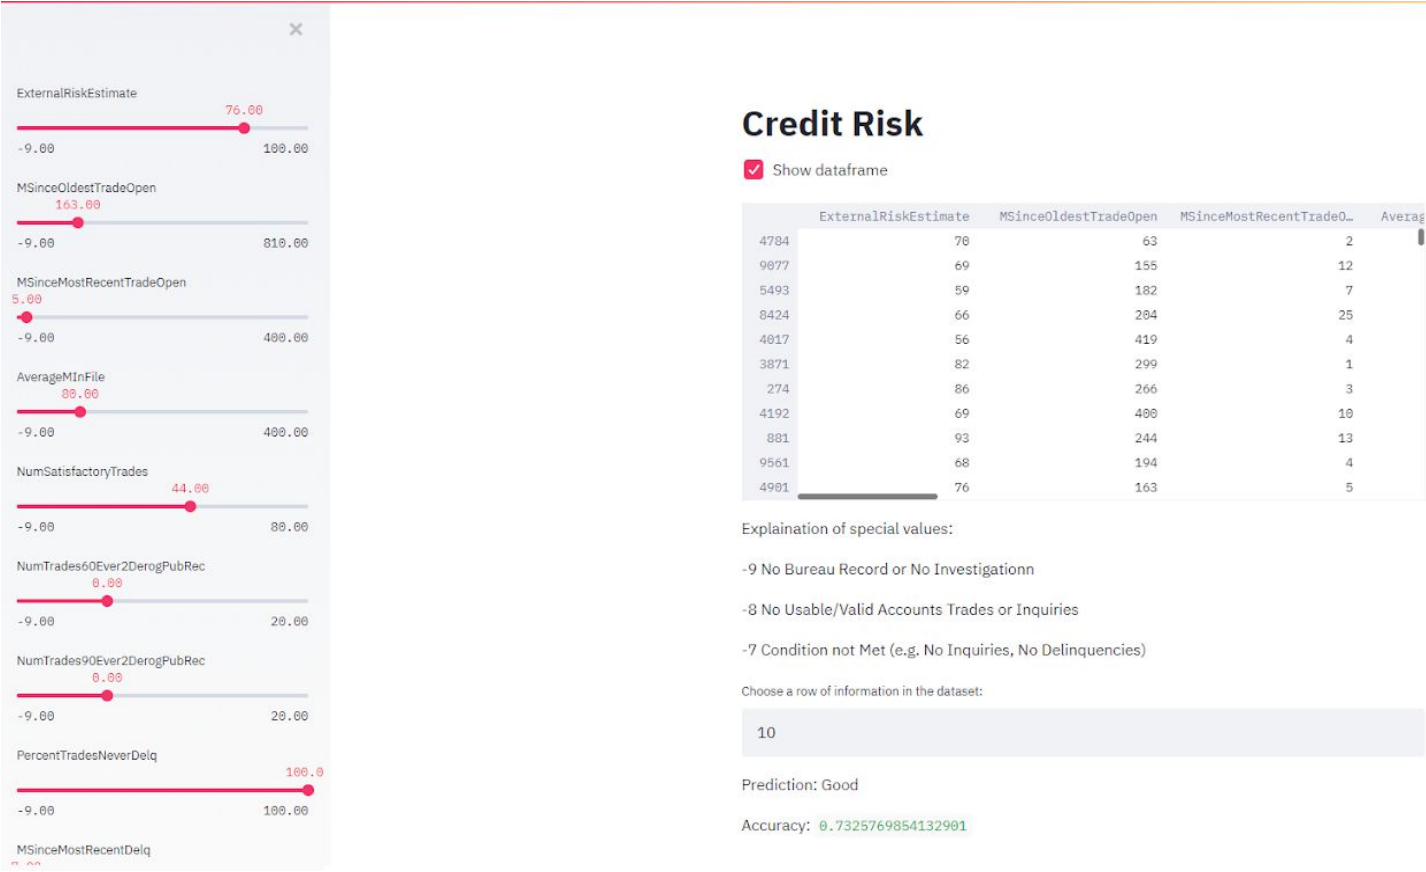 ×
ExternalRiskEstimate
76.00
-9.00 100.00
MSinceOldestTradeOpen
163.00
-9.00 810.00
MSinceMostRecentTradeOpen
5.00
-9.00 400.00
AverageMInFile
80.00
-9.00 400.00
NumSatisfactoryTrades
44.00
-9.00 80.00
NumTrades60Ever2DerogPubRec
0.00
-9.00 20.00
NumTrades90Ever2DerogPubRec
0.00
-9.00 20.00
PercentTradesNeverDelq
100.0
-9.00 100.00
MSinceMostRecentDelq
Credit Risk
Show dataframe
ExternalRiskEstimate MSinceOldestTradeOpen MSinceMostRecentTradeO… Averag
4784 70 63 2
9077 69 155 12
5493 59 182 7
8424 66 204 25
4017 56 419 4
3871 82 299 1
274 86 266 3
4192 69 400 10
881 93 244 13
9561 68 194 4
4901 76 163 5
Explaination of special values:
-9 No Bureau Record or No Investigationn
-8 No Usable/Valid Accounts Trades or Inquiries
-7 Condition not Met (e.g. No Inquiries, No Delinquencies)
Choose a row of information in the dataset:
10
Prediction: Good
Accuracy: 0.7325769854132901